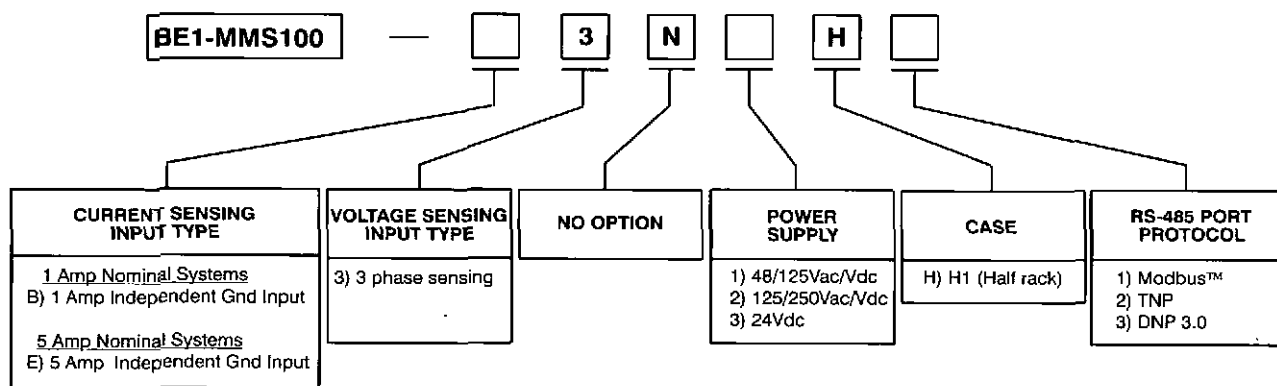 BE1-MMS100 — 3 N H
CURRENT SENSING
INPUT TYPE
1 Amp Nominal Systems
B) 1 Amp Independent Gnd Input
5 Amp Nominal Systems
E) 5 Amp Independent Gnd Input
VOLTAGE SENSING
INPUT TYPE
3) 3 phase sensing
NO OPTION
POWER
SUPPLY
1) 48/125Vac/Vdc
2) 125/250Vac/Vdc
3) 24Vdc
CASE
H) H1 (Half rack)
RS-485 PORT
PROTOCOL
1) Modbus™
2) TNP
3) DNP 3.0